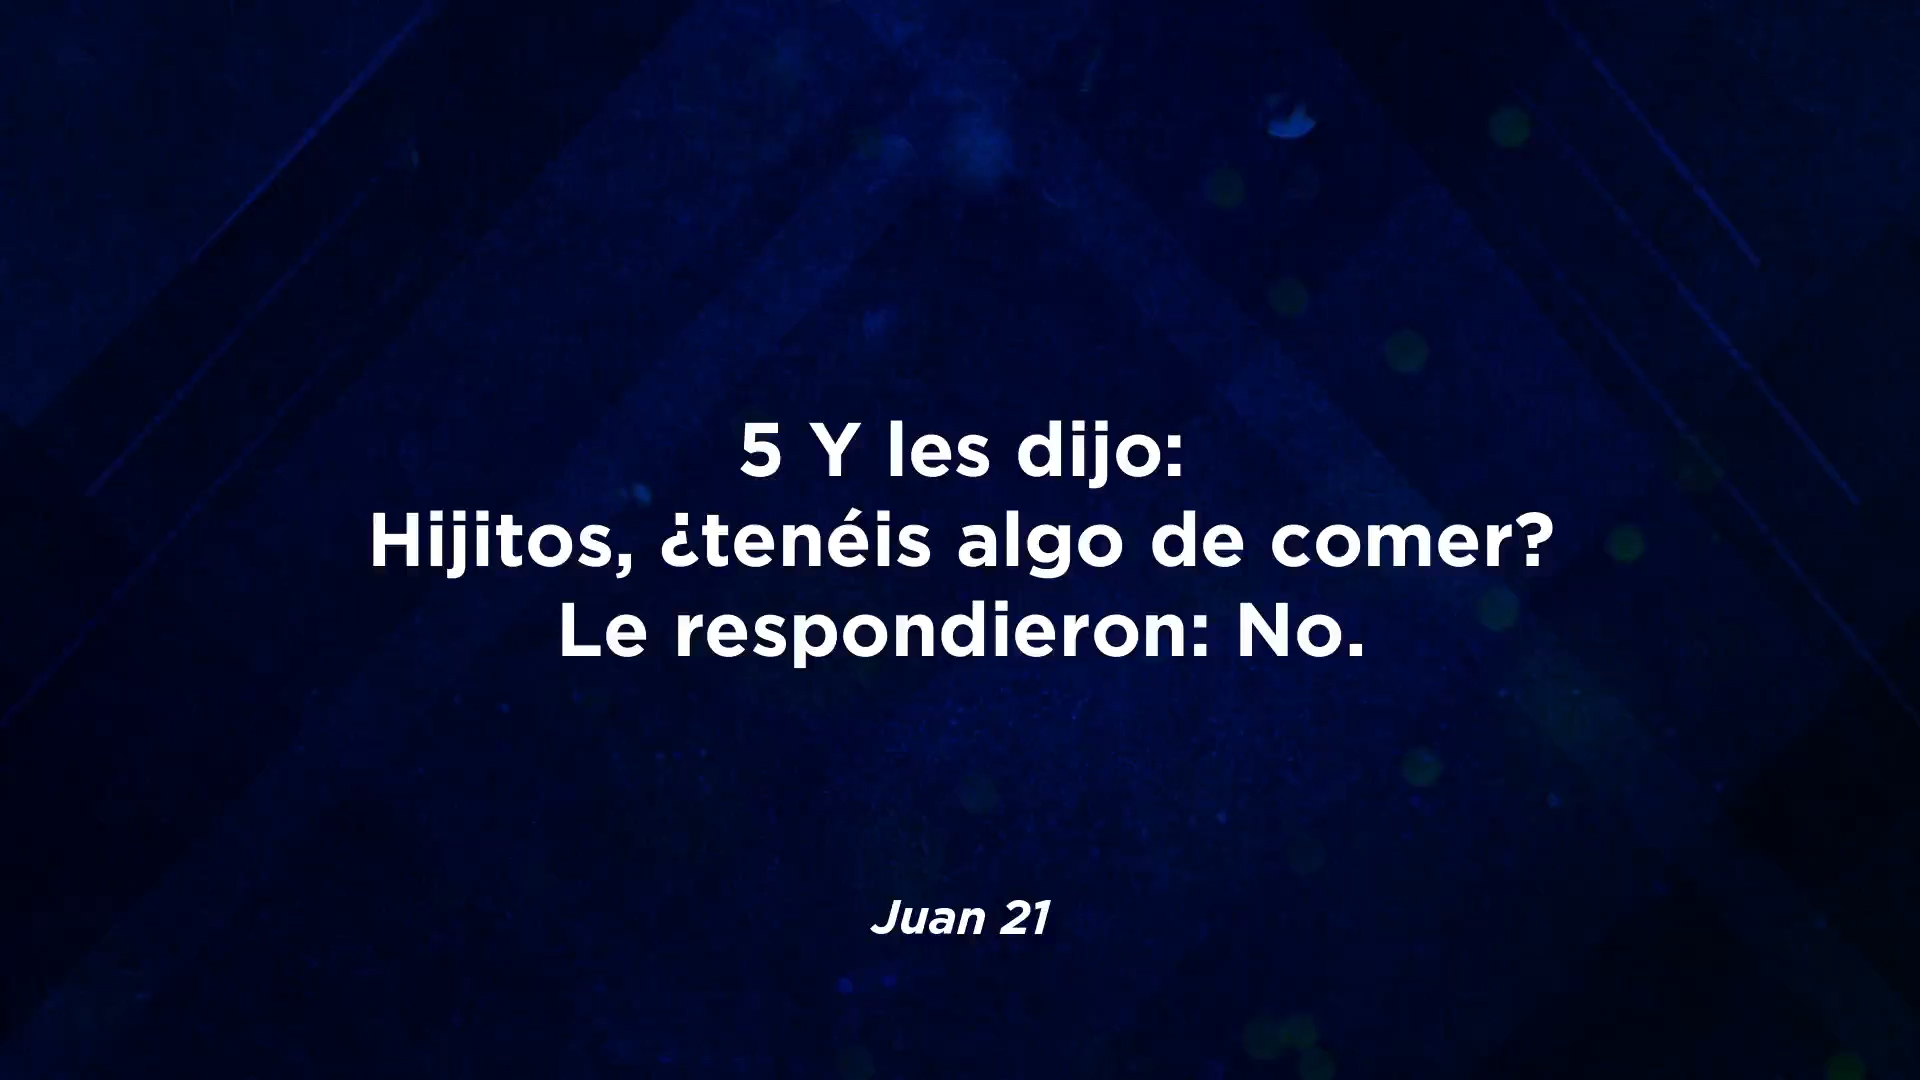 5 Y les dijo:
Hijitos, ¿tenéis algo de comer?
Le respondieron: No.
Juan 21